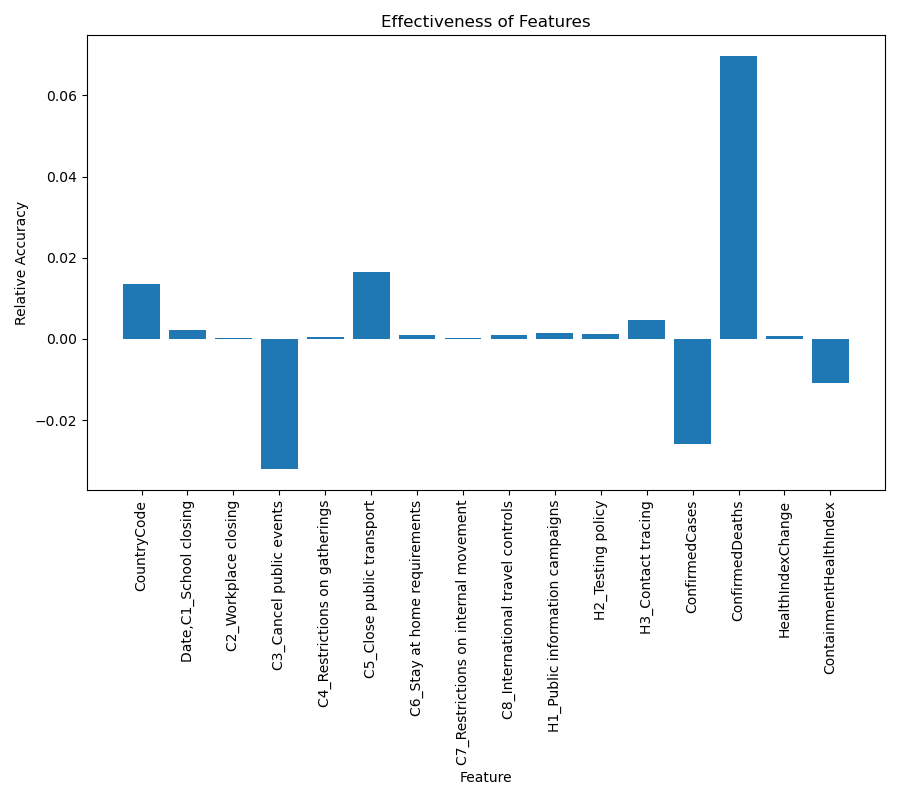 Effectiveness of Features
Relative Accuracy
0.06
0.04
0.02
0.00
−0.02
CountryCode
Date,C1_School closing
C2_Workplace closing
C3_Cancel public events
C4_Restrictions on gatherings
C5_Close public transport
C6_Stay at home requirements
C7_Restrictions on internal movement
C8_International travel controls
H1_Public information campaigns
H2_Testing policy
H3_Contact tracing
ConfirmedCases
ConfirmedDeaths
HealthIndexChange
ContainmentHealthIndex
Feature